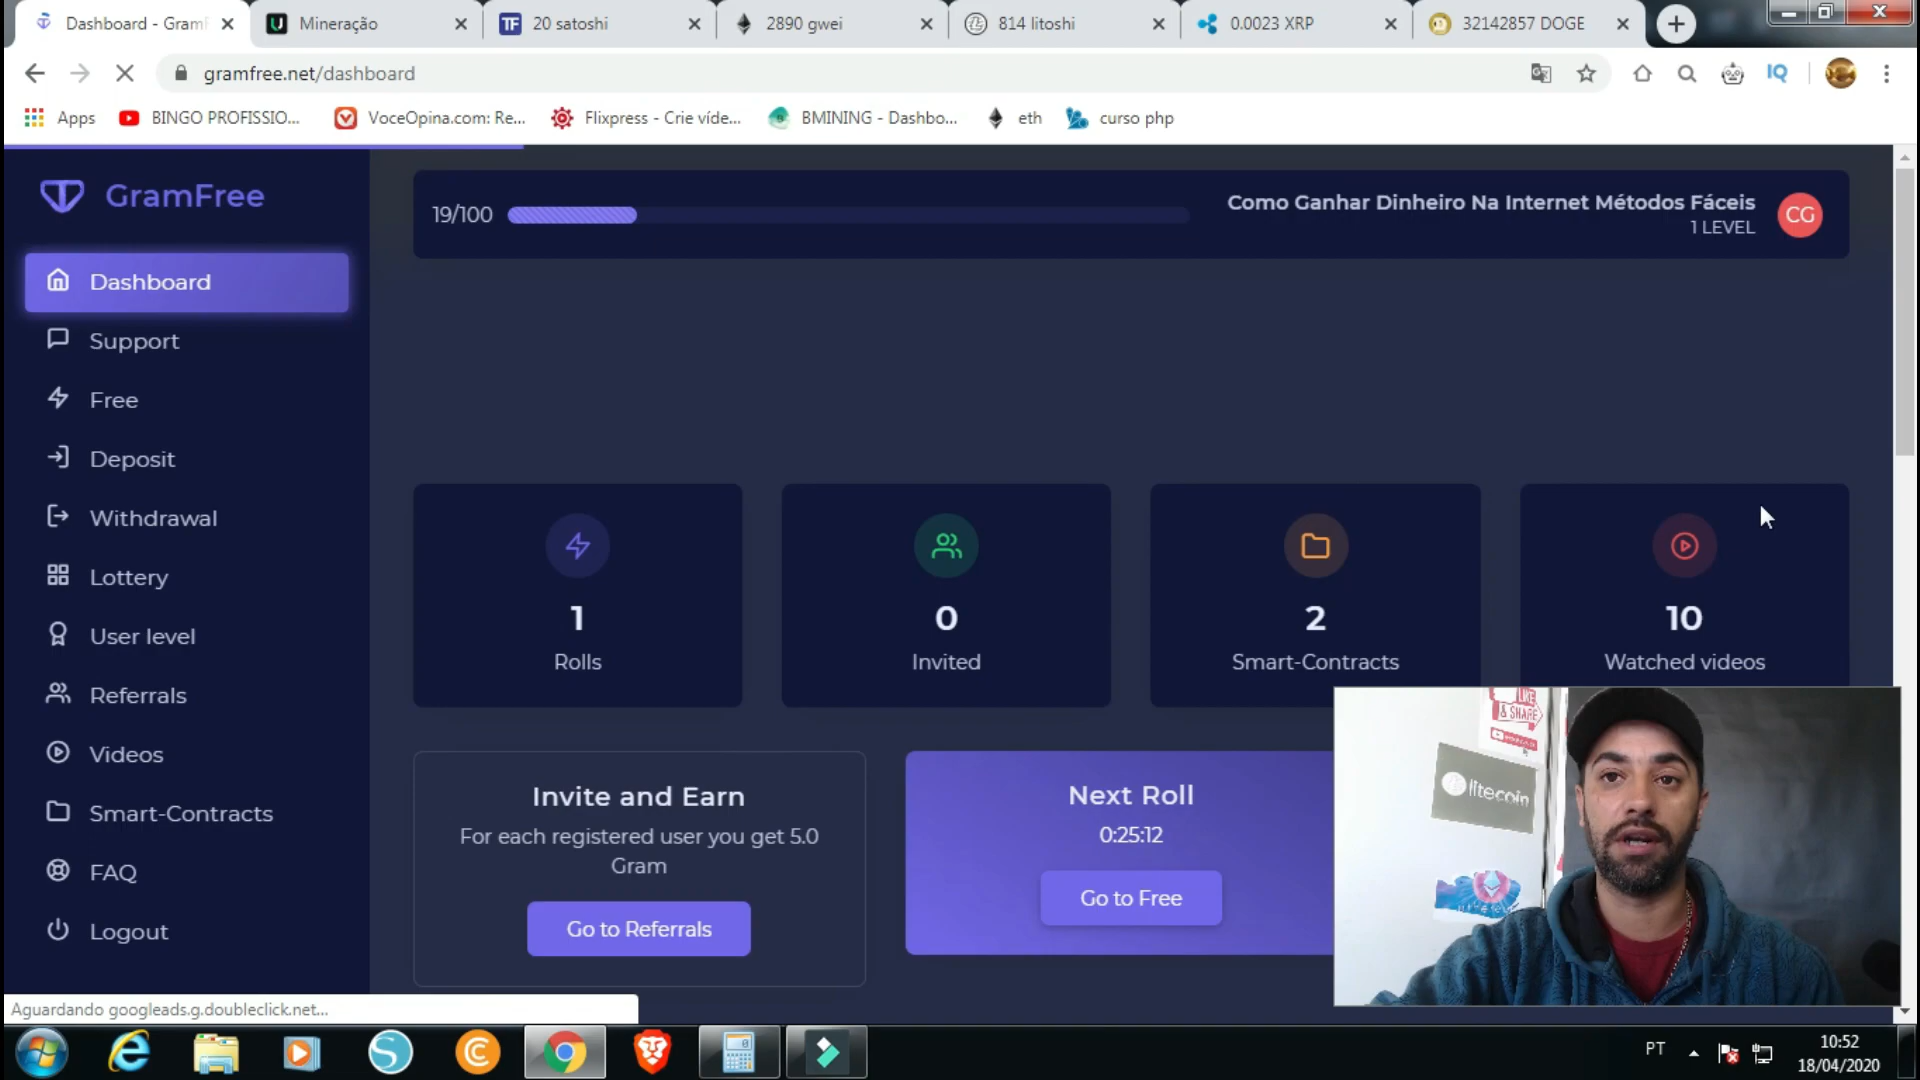 Dashboard - GramF
Mineração
TF
20 satoshi
2890 gwei
814 litoshi
0.0023 XRP
32142857 DOGE
gramfree.net/dashboard
IQ
Apps
BINGO PROFISSIO...
VoceOpina.com: Re...
Flixpress - Crie víde...
BMINING - Dashbo...
eth
curso php
GramFree
19/100
Como Ganhar Dinheiro Na Internet Métodos Fáceis
1 LEVEL
CG
Dashboard
Support
Free
Deposit
Withdrawal
Lottery
User level
Referrals
Videos
Smart-Contracts
FAQ
Logout
1
Rolls
0
Invited
2
Smart-Contracts
10
Watched videos
Invite and Earn
For each registered user you get 5.0
Gram
Go to Referrals
Next Roll
0:25:12
Go to Free
LIKE
& SHARE
litecoin
Aguardando googleads.g.doubleclick.net...
PT
10:52
18/04/2020